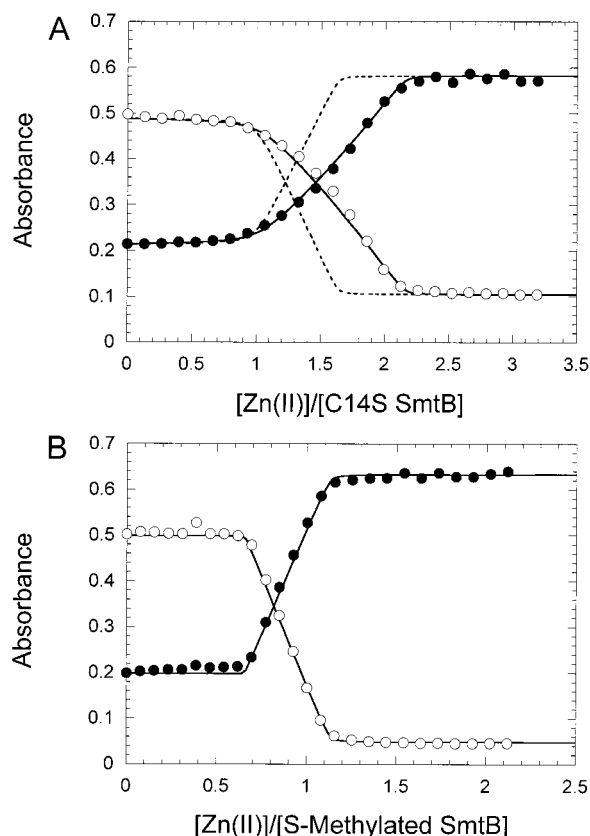 A
0.7
0.6
0.5
0.4
0.3
0.2
0.1
0
Absorbance
0 0.5 1 1.5 2 2.5 3 3.5
[Zn(II)]/[C14S SmtB]
B
0.7
0.6
0.5
0.4
0.3
0.2
0.1
0
Absorbance
0 0.5 1 1.5 2 2.5
[Zn(II)]/[S-Methylated SmtB]